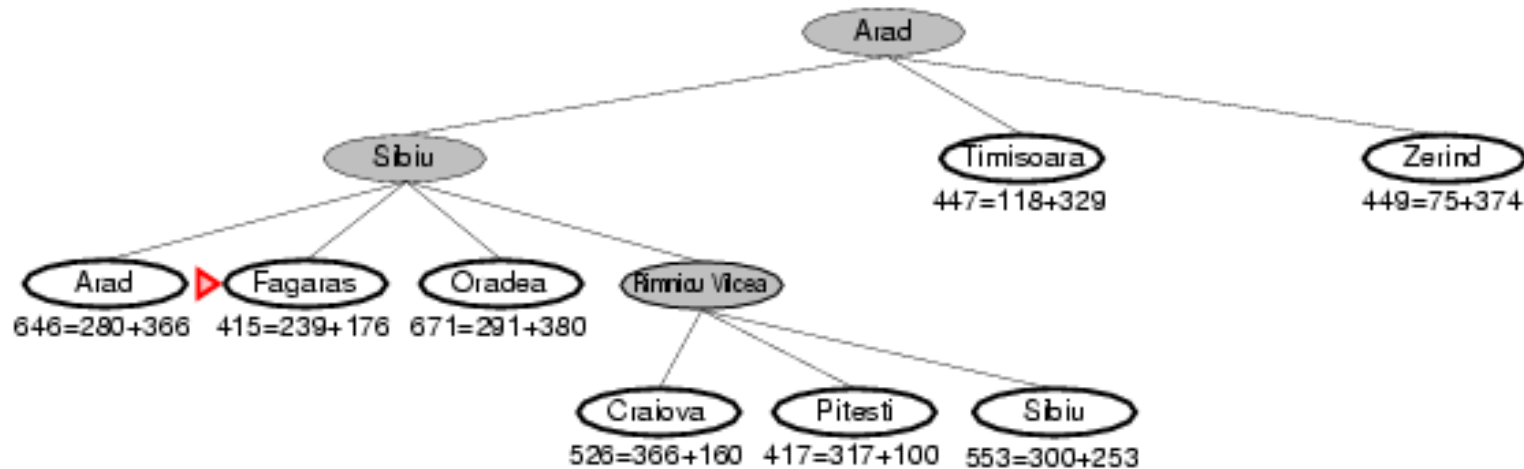 Arad
Sibiu
Timisoara
Zerind
447=118+329
449=75+374
Arad
Fagaras
Oradea
Rimnicu Vilcea
646=280+366
415=239+176
671=291+380
Craiova
Pitesti
Sibiu
526=366+160
417=317+100
553=300+253